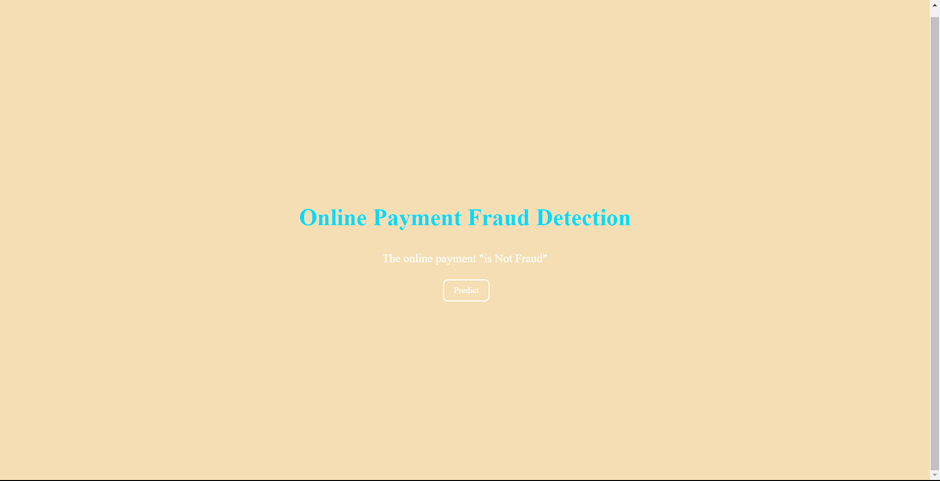 Online Payment Fraud Detection
The online payment "is Not Fraud"
Predict